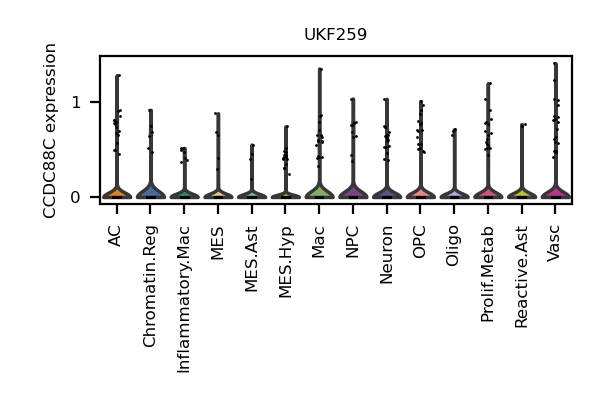 UKF259
CCDC88C expression
1
0
AC
Chromatin.Reg
Inflammatory.Mac
MES
MES.Ast
MES.Hyp
Mac
NPC
Neuron
OPC
Oligo
Prolif.Metab
Reactive.Ast
Vasc